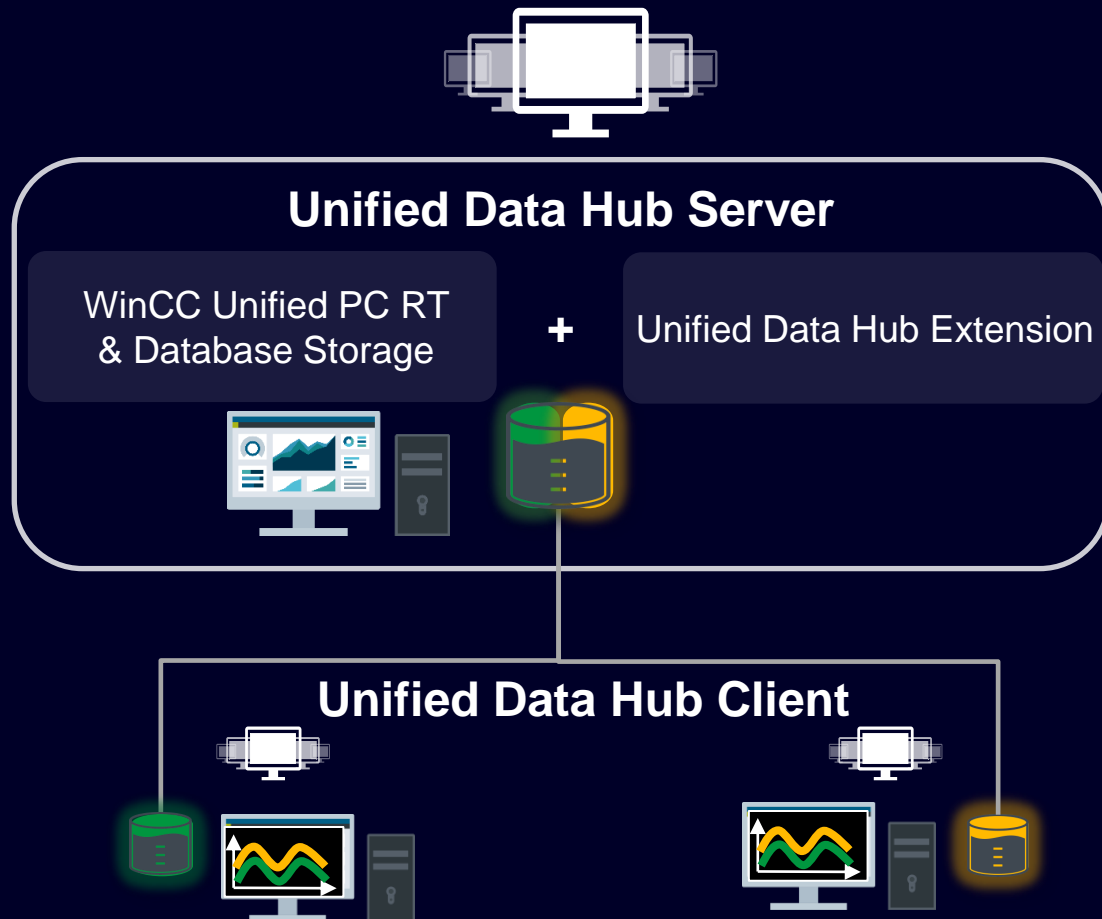 Unified Data Hub Server
WinCC Unified PC RT
& Database Storage
+
Unified Data Hub Extension
Unified Data Hub Client